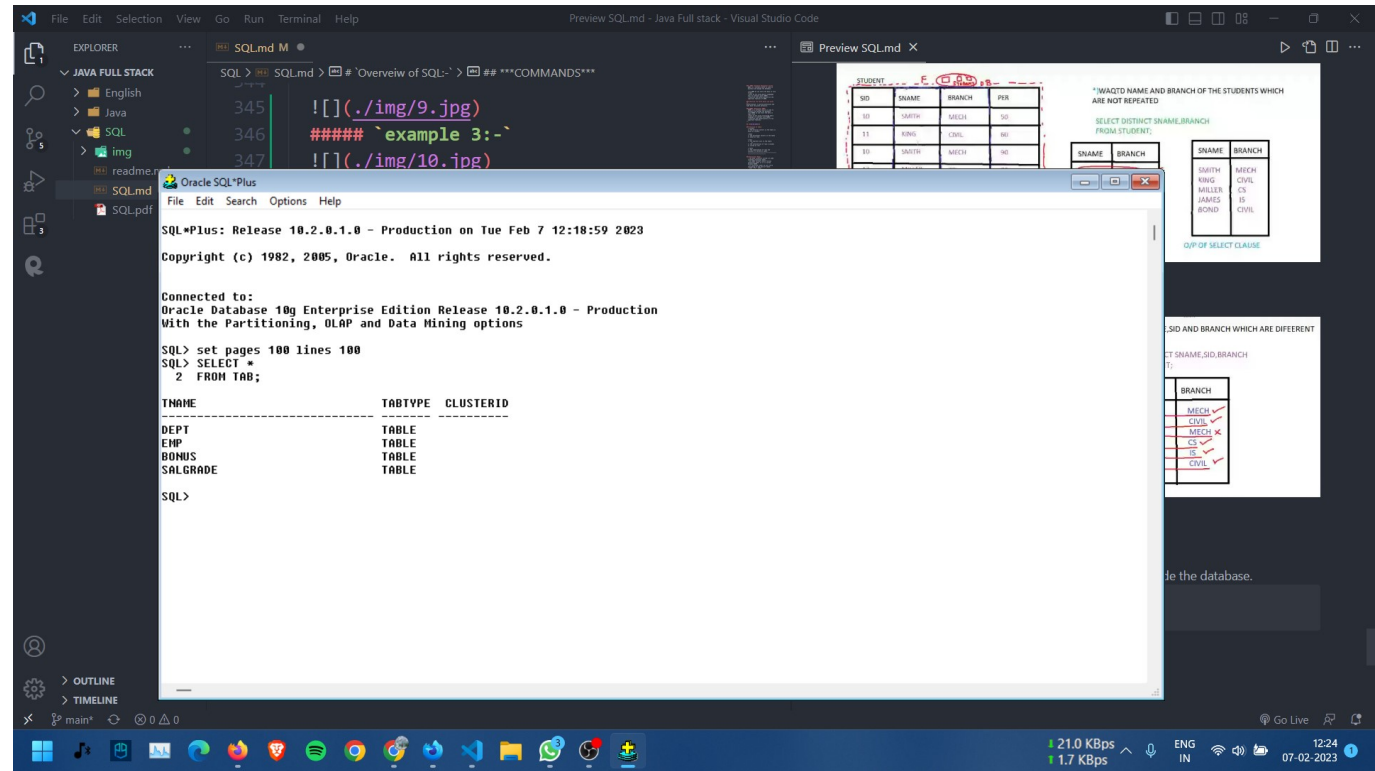 File Edit Selection View Go Run Terminal Help
Preview SQL.md - Java Full stack - Visual Studio Code
EXPLORER
JAVA FULL STACK
English
Java
SQL
img
SQL.md
SQL.pdf
OUTLINE
TIMELINE
SQL.md M
SQL > SQL.md > # `Overveiw of SQL:-` > ## ***COMMANDS***
345 ![](./img/9.jpg)
346 ##### `example 3:-`
347 ![](./img/10.jpg)
Oracle SQL*Plus
File Edit Search Options Help
SQL*Plus: Release 10.2.0.1.0 - Production on Tue Feb 7 12:18:59 2023
Copyright (c) 1982, 2005, Oracle. All rights reserved.
Connected to:
Oracle Database 10g Enterprise Edition Release 10.2.0.1.0 - Production
With the Partitioning, OLAP and Data Mining options
SQL> set pages 100 lines 100
SQL> SELECT *
2 FROM TAB;
TNAME TABTYPE CLUSTERID
------------------------------ ------- ----------
DEPT TABLE
EMP TABLE
BONUS TABLE
SALGRADE TABLE
SQL>
Preview SQL.md
STUDENT
SID SNAME BRANCH PER
10 SMITH MECH 50
11 KING CIVIL 60
10 SMITH MECH 90
*)WAQTD NAME AND BRANCH OF THE STUDENTS WHICH
ARE NOT REPEATED
SELECT DISTINCT SNAME,BRANCH
FROM STUDENT;
SNAME BRANCH
SNAME BRANCH
SMITH MECH
KING CIVIL
MILLER CS
JAMES IS
BOND CIVIL
O/P OF SELECT CLAUSE
,SID AND BRANCH WHICH ARE DIFEERENT
CT SNAME,SID,BRANCH
T;
BRANCH
MECH
CIVIL
MECH
CS
IS
CIVIL
de the database.
main* 0 0
Go Live
21.0 KBps
1.7 KBps
ENG
IN
12:24
07-02-2023